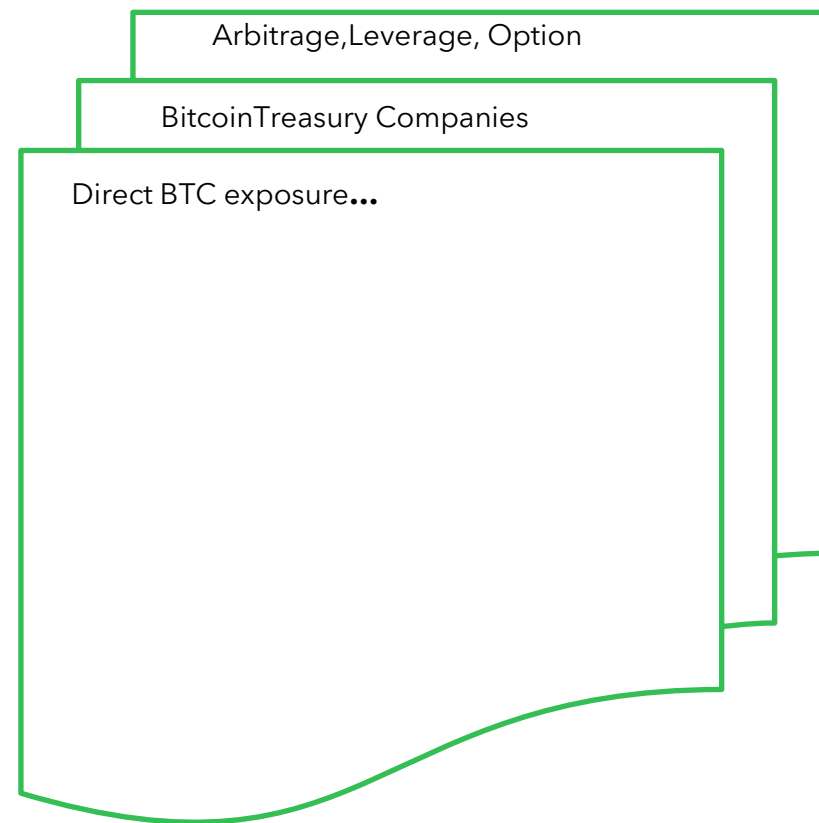 Arbitrage,Leverage, Option
BitcoinTreasury Companies
Direct BTC exposure...